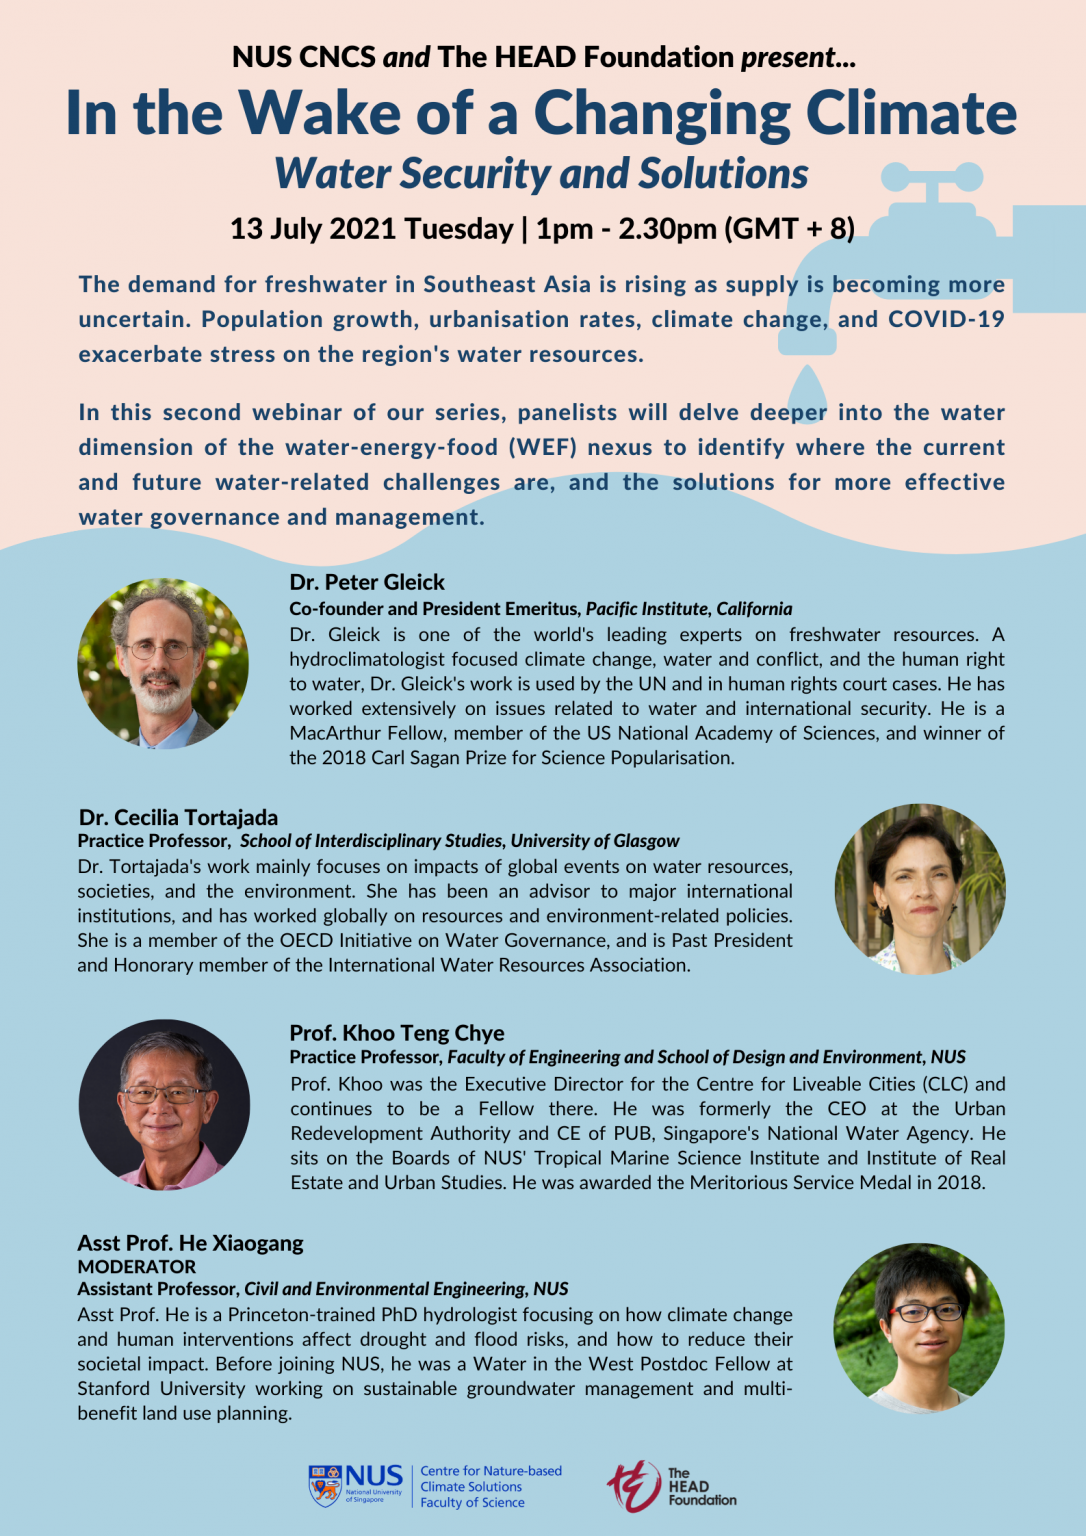 NUS CNCS and The HEAD Foundation present...
In the Wake of a Changing Climate
Water Security and Solutions
13 July 2021 Tuesday | 1pm - 2.30pm (GMT + 8)
The demand for freshwater in Southeast Asia is rising as supply is becoming more
uncertain. Population growth, urbanisation rates, climate change, and COVID-19
exacerbate stress on the region's water resources.
In this second webinar of our series, panelists will delve deeper into the water
dimension of the water-energy-food (WEF) nexus to identify where the current
and future water-related challenges are, and the solutions for more effective
water governance and management.
Dr. Peter Gleick
Co-founder and President Emeritus, Pacific Institute, California
Dr. Gleick is one of the world's leading experts on freshwater resources. A
hydroclimatologist focused climate change, water and conflict, and the human right
to water, Dr. Gleick's work is used by the UN and in human rights court cases. He has
worked extensively on issues related to water and international security. He is a
MacArthur Fellow, member of the US National Academy of Sciences, and winner of
the 2018 Carl Sagan Prize for Science Popularisation.
Dr. Cecilia Tortajada
Practice Professor, School of Interdisciplinary Studies, University of Glasgow
Dr. Tortajada's work mainly focuses on impacts of global events on water resources,
societies, and the environment. She has been an advisor to major international
institutions, and has worked globally on resources and environment-related policies.
She is a member of the OECD Initiative on Water Governance, and is Past President
and Honorary member of the International Water Resources Association.
Prof. Khoo Teng Chye
Practice Professor, Faculty of Engineering and School of Design and Environment, NUS
Prof. Khoo was the Executive Director for the Centre for Liveable Cities (CLC) and
continues to be a Fellow there. He was formerly the CEO at the Urban
Redevelopment Authority and CE of PUB, Singapore's National Water Agency. He
sits on the Boards of NUS' Tropical Marine Science Institute and Institute of Real
Estate and Urban Studies. He was awarded the Meritorious Service Medal in 2018.
Asst Prof. He Xiaogang
MODERATOR
Assistant Professor, Civil and Environmental Engineering, NUS
Asst Prof. He is a Princeton-trained PhD hydrologist focusing on how climate change
and human interventions affect drought and flood risks, and how to reduce their
societal impact. Before joining NUS, he was a Water in the West Postdoc Fellow at
Stanford University working on sustainable groundwater management and multi-
benefit land use planning.
NUS
National University
of Singapore
Centre for Nature-based
Climate Solutions
Faculty of Science
The
HEAD
Foundation